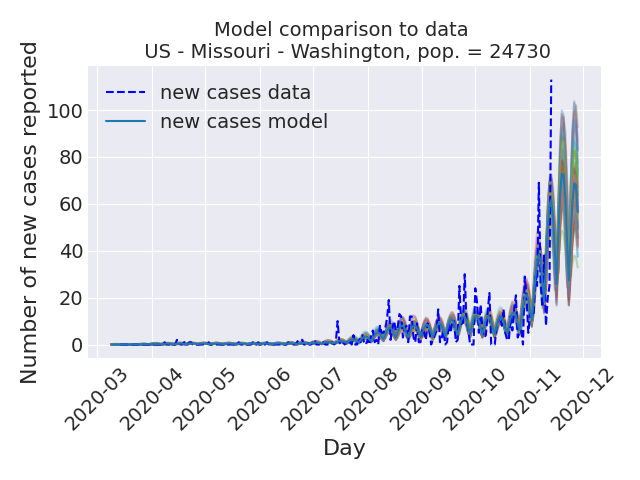 Model comparison to data
US - Missouri - Washington, pop. = 24730
Number of new cases reported
new cases data
new cases model
100
80
60
40
20
0
2020-03
2020-04
2020-05
2020-06
2020-07
2020-08
2020-09
2020-10
2020-11
2020-12
Day